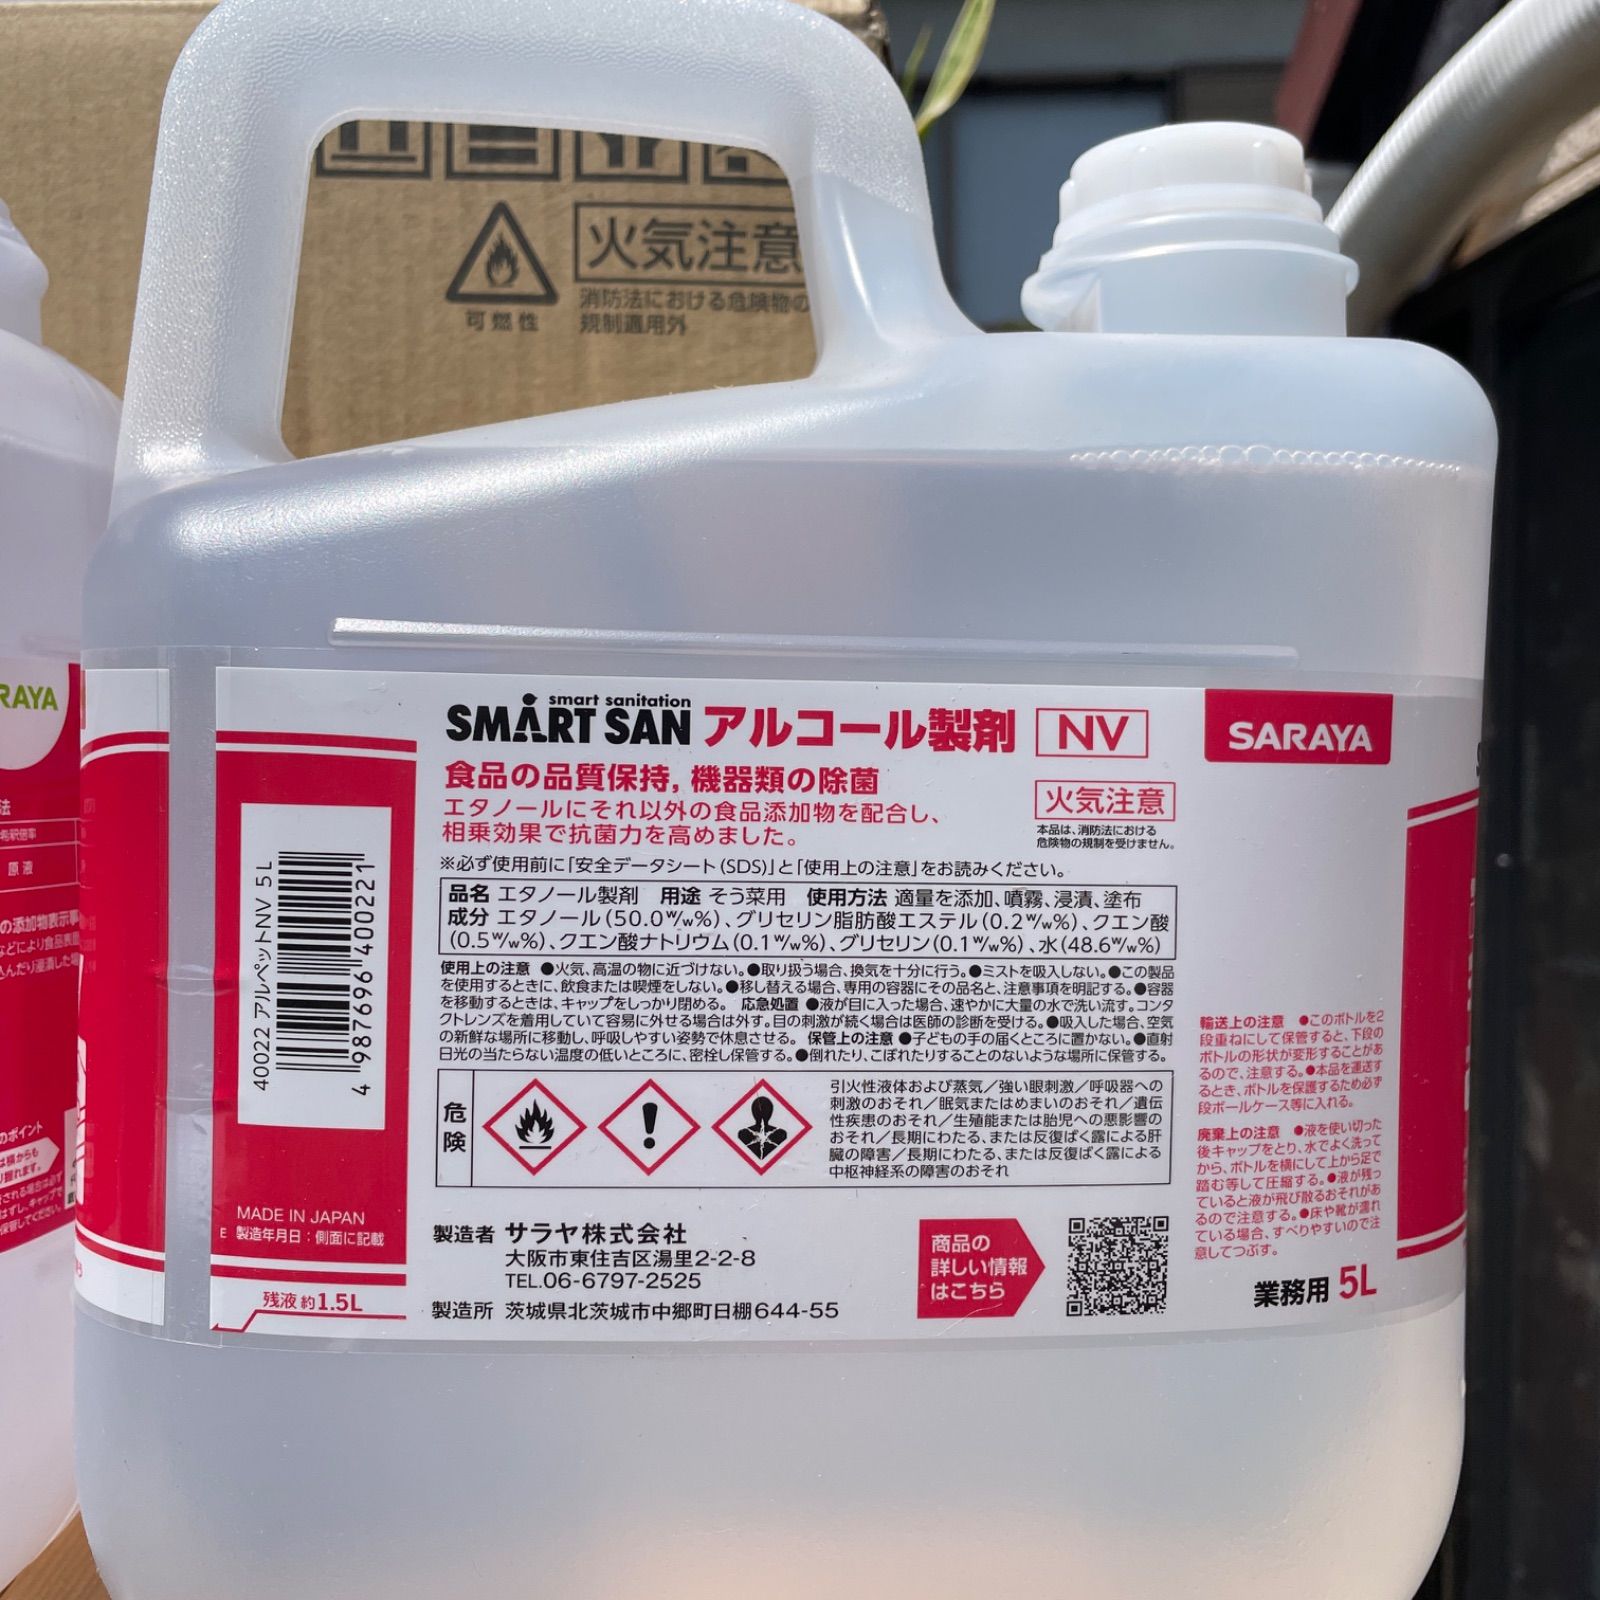 火気注意
消防法における危険物の
規制適用外
可燃性
RAYA
原液
smart sanitation
SMART SAN アルコール製剤 NV
SARAYA
食品の品質保持, 機器類の除菌
エタノールにそれ以外の食品添加物を配合し、
相乗効果で抗菌力を高めました。
火気注意
本品は、消防法における
危険物の規制を受けません。
※必ず使用前に「安全データシート(SDS)」と「使用上の注意」をお読みください。
品名 エタノール製剤 用途 そう菜用 使用方法 適量を添加、噴霧、浸漬、塗布
成分 エタノール(50.0w/w%)、グリセリン脂肪酸エステル(0.2w/w%)、クエン酸
(0.5w/w%)、クエン酸ナトリウム(0.1w/w%)、グリセリン(0.1w/w%)、水(48.6w/w%)
使用上の注意 ●火気、高温の物に近づけない。●取り扱う場合、換気を十分に行う。●ミストを吸入しない。●この製品
を使用するときに、飲食または喫煙をしない。●移し替える場合、専用の容器にその品名と、注意事項を明記する。●容器
を移動するときは、キャップをしっかり閉める。 応急処置 ●液が目に入った場合、速やかに大量の水で洗い流す。コンタ
クトレンズを着用していて容易に外せる場合は外す。目の刺激が続く場合は医師の診断を受ける。●吸入した場合、空気
の新鮮な場所に移動し、呼吸しやすい姿勢で休息させる。 保管上の注意 ●子どもの手の届くところに置かない。●直射
日光の当たらない温度の低いところに、密栓し保管する。●倒れたり、こぼれたりすることのないような場所に保管する。
危険
引火性液体および蒸気/強い眼刺激/呼吸器への
刺激のおそれ/眠気またはめまいのおそれ/遺伝
性疾患のおそれ/生殖能または胎児への悪影響の
おそれ/長期にわたる、または反復ばく露による肝
臓の障害/長期にわたる、または反復ばく露による
中枢神経系の障害のおそれ
製造者 サラヤ株式会社
大阪市東住吉区湯里2-2-8
TEL.06-6797-2525
製造所 茨城県北茨城市中郷町日棚644-55
商品の
詳しい情報
はこちら
輸送上の注意 ●このボトルを2
段重ねにして保管すると、下段の
ボトルの形状が変形することがあ
るので、注意する。●本品を運送す
るとき、ボトルを保護するため必ず
段ボールケース等に入れる。
廃棄上の注意 ●液を使い切った
後キャップをとり、水でよく洗って
から、ボトルを横にして上から足で
踏む等して圧縮する。●液が残っ
ていると液が飛び散るおそれがあ
るので注意する。●床や靴が濡れ
ている場合、すべりやすいので注
意してつぶす。
業務用 5L
40022 アルペットNV 5L
4 987696 400221
MADE IN JAPAN
E 製造年月日:側面に記載
残液 約1.5L